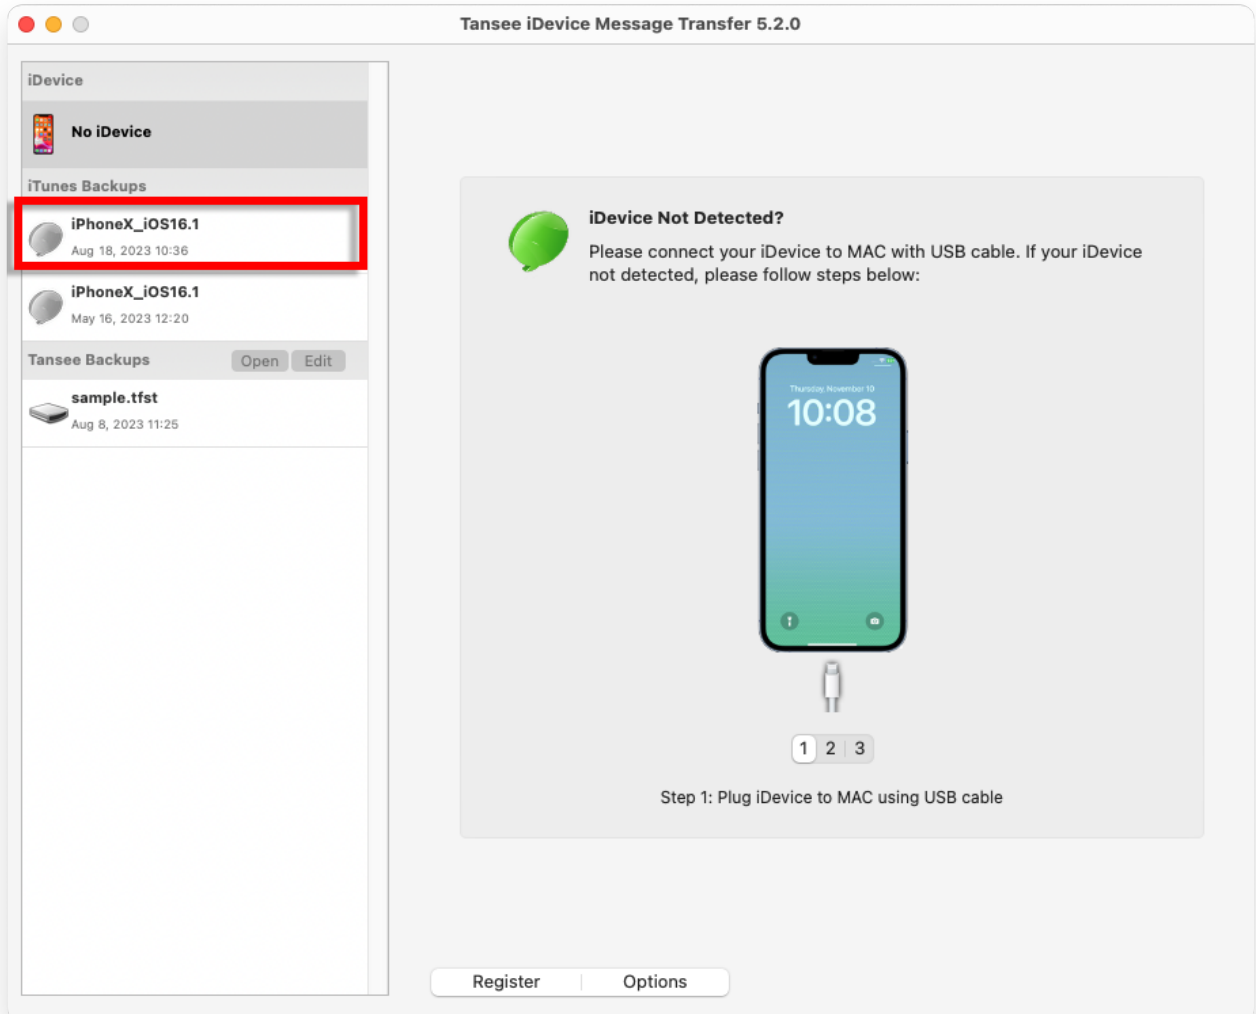 Tansee iDevice Message Transfer 5.2.0
iDevice
No iDevice
iTunes Backups
iPhoneX_iOS16.1
Aug 18, 2023 10:36
iPhoneX_iOS16.1
May 16, 2023 12:20
Tansee Backups Open Edit
sample.tfst
Aug 8, 2023 11:25
iDevice Not Detected?
Please connect your iDevice to MAC with USB cable. If your iDevice
not detected, please follow steps below:
Thursday, November 10
10:08
1 2 3
Step 1: Plug iDevice to MAC using USB cable
Register Options